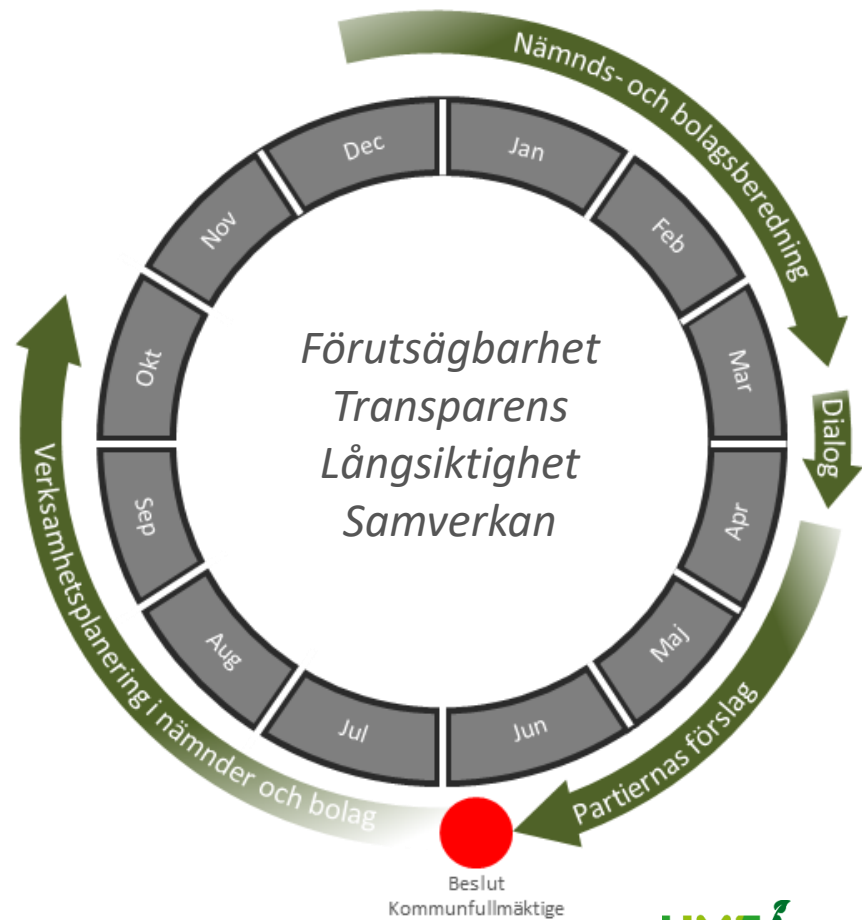 Nämnds- och bolagsberedning
Dec
Jan
Nov
Feb
Okt
Mar
Dialog
Förutsägbarhet
Transparens
Långsiktighet
Samverkan
Sep
Apr
Aug
Maj
Jul
Jun
Verksamhetsplanering i nämnder och bolag
Partiernas förslag
Beslut
Kommunfullmäktige